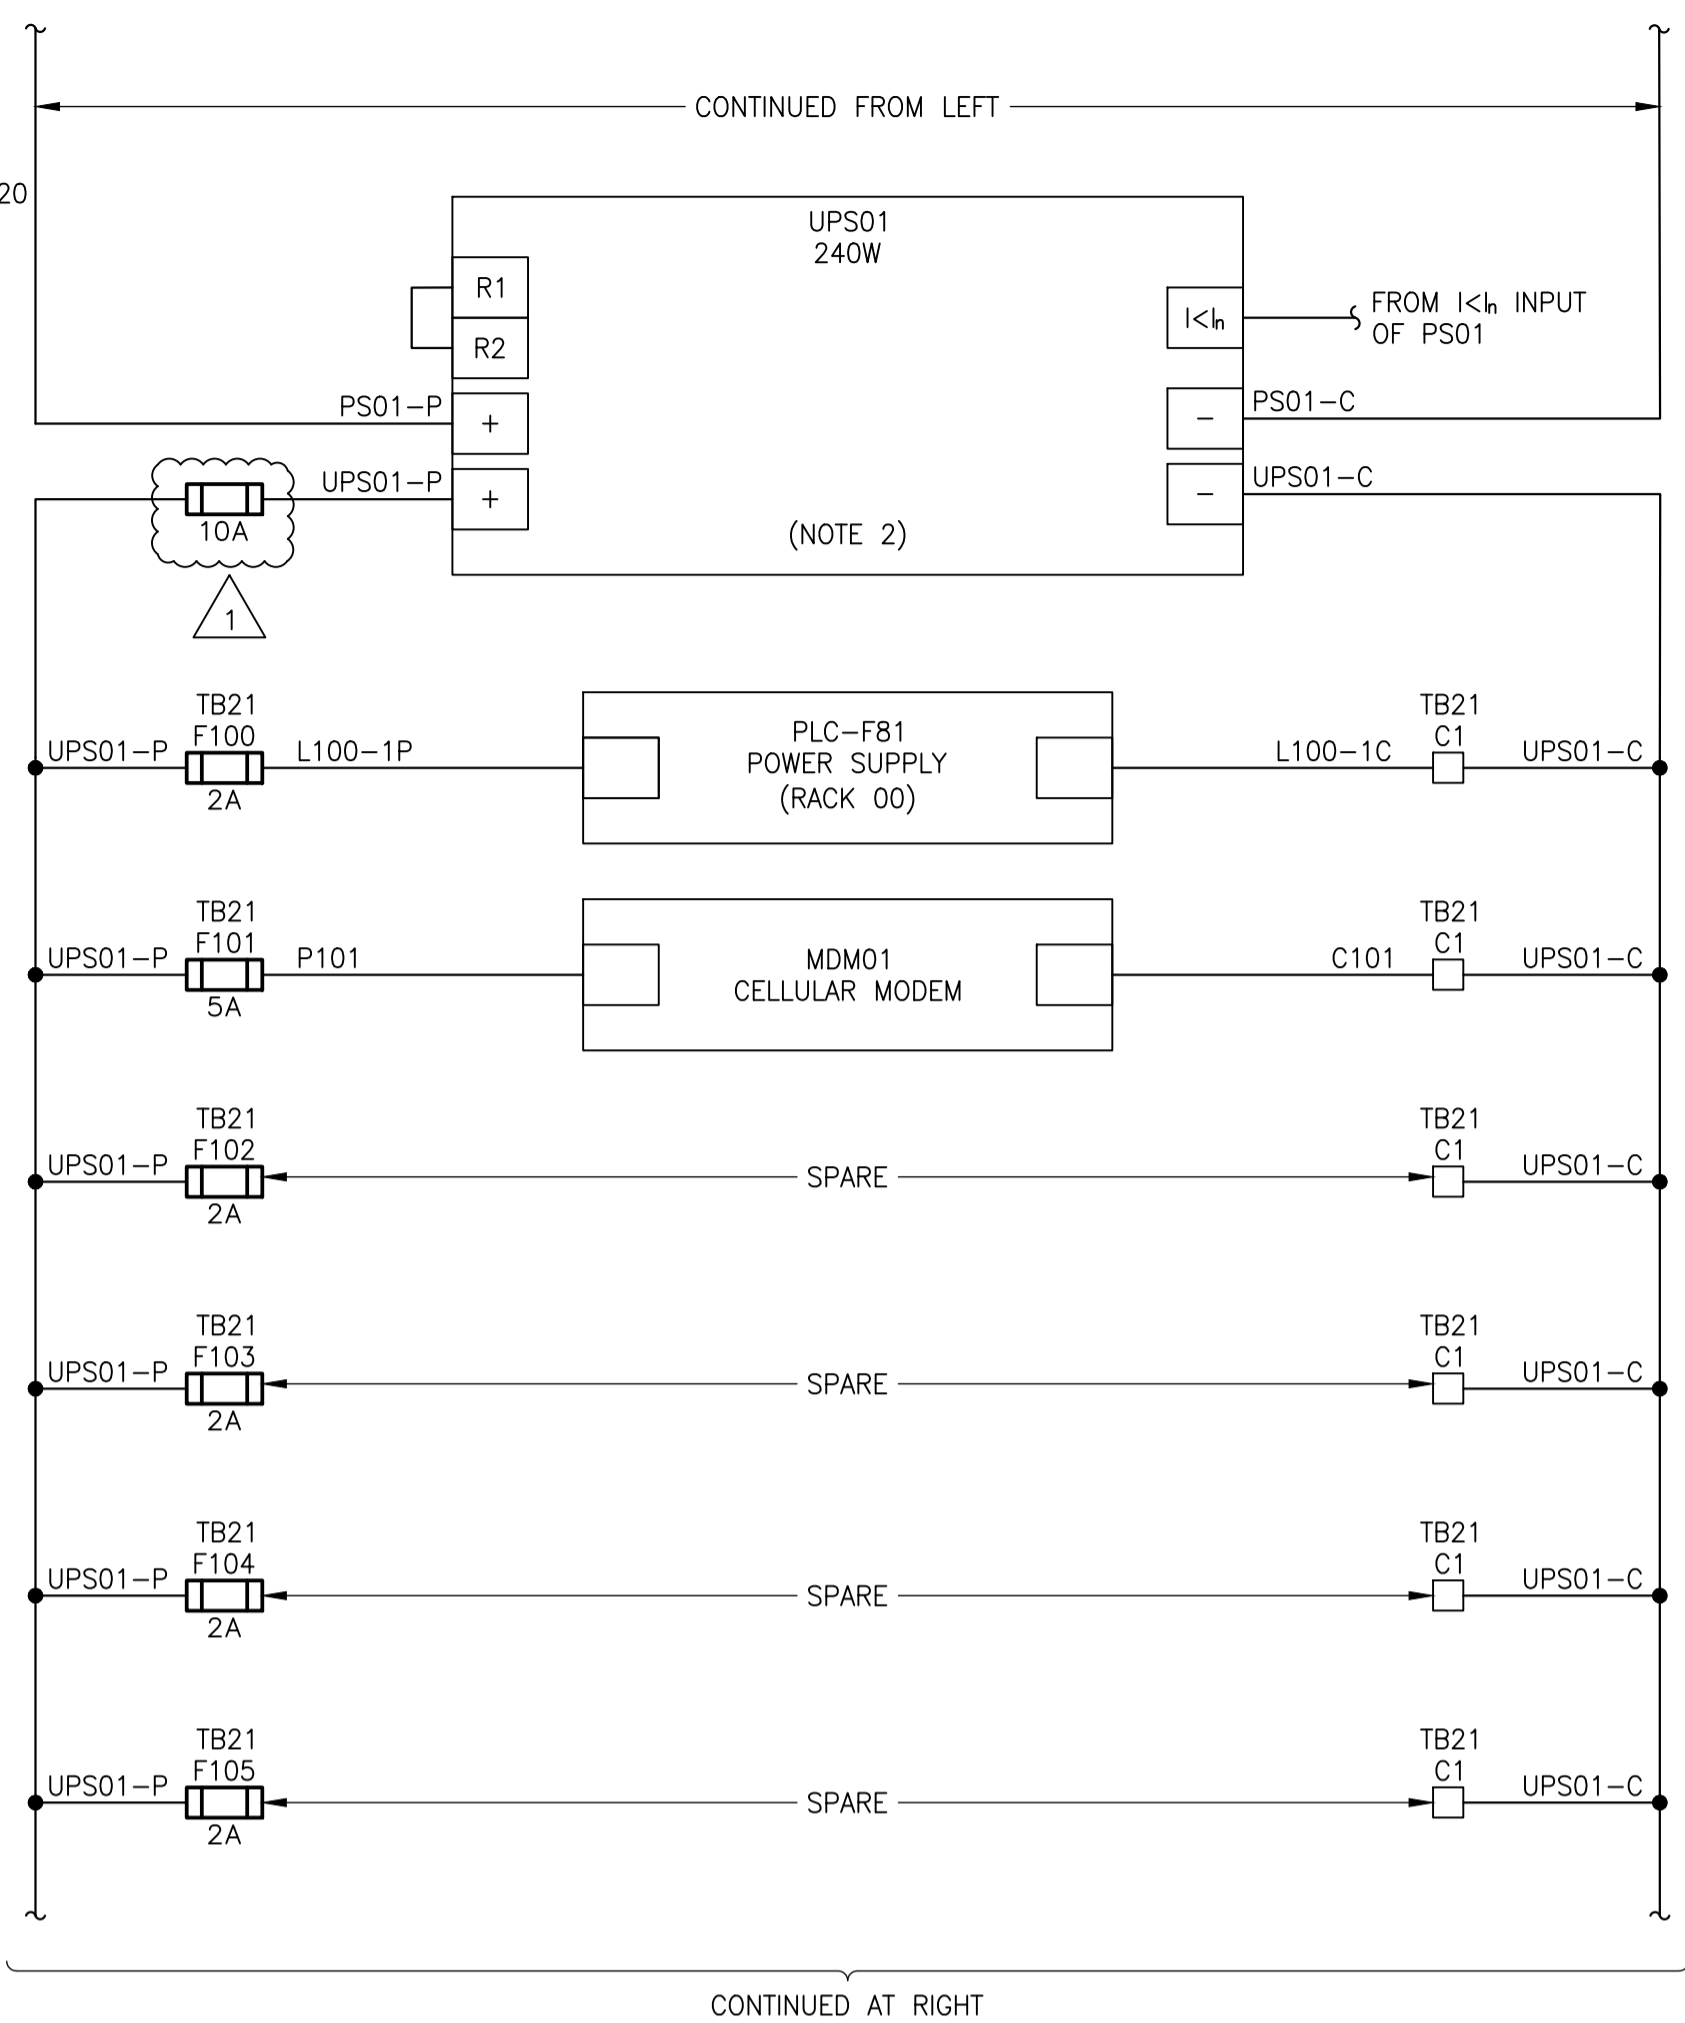 CONTINUED FROM LEFT
20
UPS01
240W
R1
R2
I<In
FROM I<In INPUT
OF PS01
PS01-P
+
-
PS01-C
UPS01-P
+
-
UPS01-C
10A
(NOTE 2)
1
TB21
F100
UPS01-P
2A
L100-1P
PLC-F81
POWER SUPPLY
(RACK 00)
L100-1C
TB21
C1
UPS01-C
TB21
F101
UPS01-P
5A
P101
MDM01
CELLULAR MODEM
C101
TB21
C1
UPS01-C
TB21
F102
UPS01-P
2A
SPARE
TB21
C1
UPS01-C
TB21
F103
UPS01-P
2A
SPARE
TB21
C1
UPS01-C
TB21
F104
UPS01-P
2A
SPARE
TB21
C1
UPS01-C
TB21
F105
UPS01-P
2A
SPARE
TB21
C1
UPS01-C
CONTINUED AT RIGHT